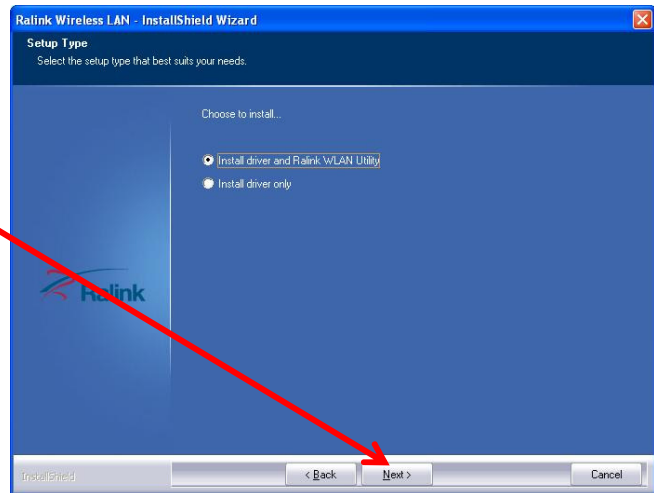 Ralink Wireless LAN - InstallShield Wizard
Setup Type
Select the setup type that best suits your needs.
Choose to install...
Install driver and Ralink WLAN Utility
Install driver only
Ralink
InstallShield
< Back
Next >
Cancel